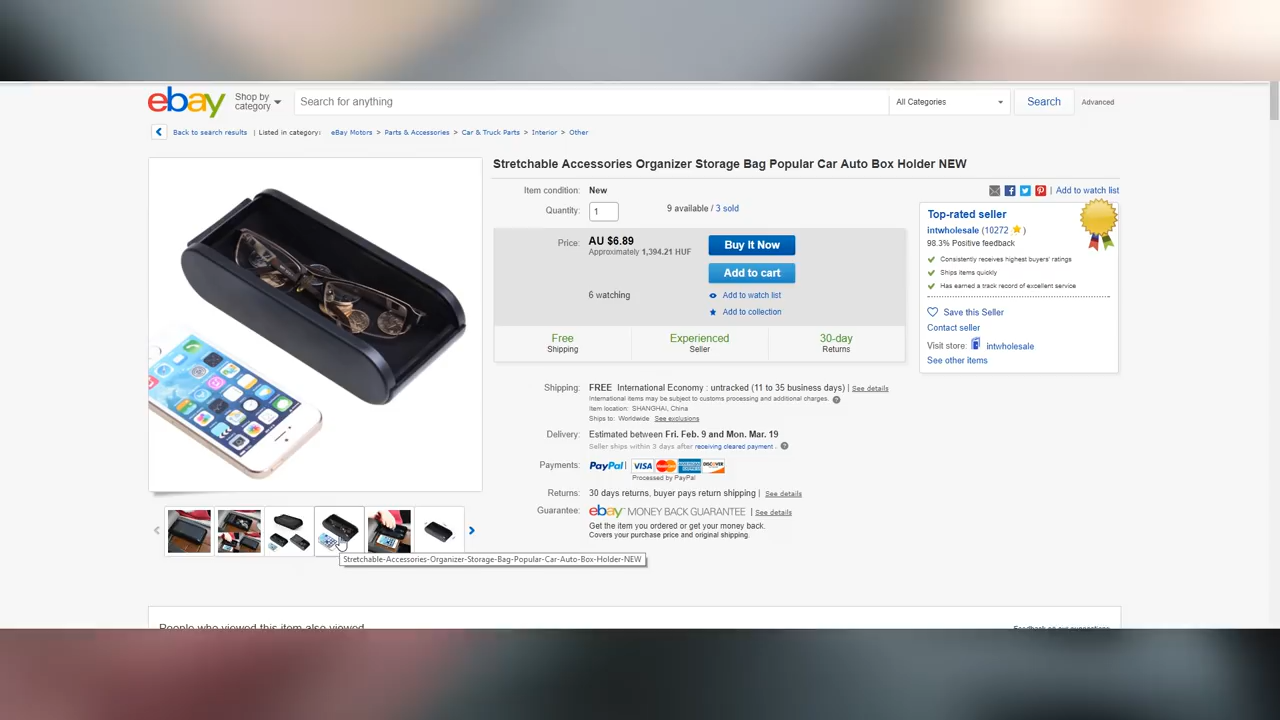 ebay
Shop by
category
Search for anything
All Categories
Search
Advanced
Back to search results | Listed in category: eBay Motors > Parts & Accessories > Car & Truck Parts > Interior > Other
Stretchable Accessories Organizer Storage Bag Popular Car Auto Box Holder NEW
Item condition: New
| Add to watch list
Quantity: 1
9 available / 3 sold
Price: AU $6.89
Approximately 1,394.21 HUF
Buy It Now
Add to cart
6 watching
Add to watch list
Add to collection
Free
Shipping
Experienced
Seller
30-day
Returns
Top-rated seller
intwholesale (10272 )
98.3% Positive feedback
Consistently receives highest buyers' ratings
Ships items quickly
Has earned a track record of excellent service
Save this Seller
Contact seller
Visit store: intwholesale
See other items
Shipping: FREE International Economy : untracked (11 to 35 business days) | See details
International items may be subject to customs processing and additional charges. ?
Item location: SHANGHAI, China
Ships to: Worldwide See exclusions
Delivery: Estimated between Fri. Feb. 9 and Mon. Mar. 19
Seller ships within 3 days after receiving cleared payment . ?
Payments: PayPal VISA MasterCard AMERICAN EXPRESS DISCOVER
Processed by PayPal
Returns: 30 days returns, buyer pays return shipping | See details
Guarantee: ebay MONEY BACK GUARANTEE | See details
Get the item you ordered or get your money back.
Covers your purchase price and original shipping.
Stretchable-Accessories-Organizer-Storage-Bag-Popular-Car-Auto-Box-Holder-NEW
People who viewed this item also viewed
Feedback on our suggestions